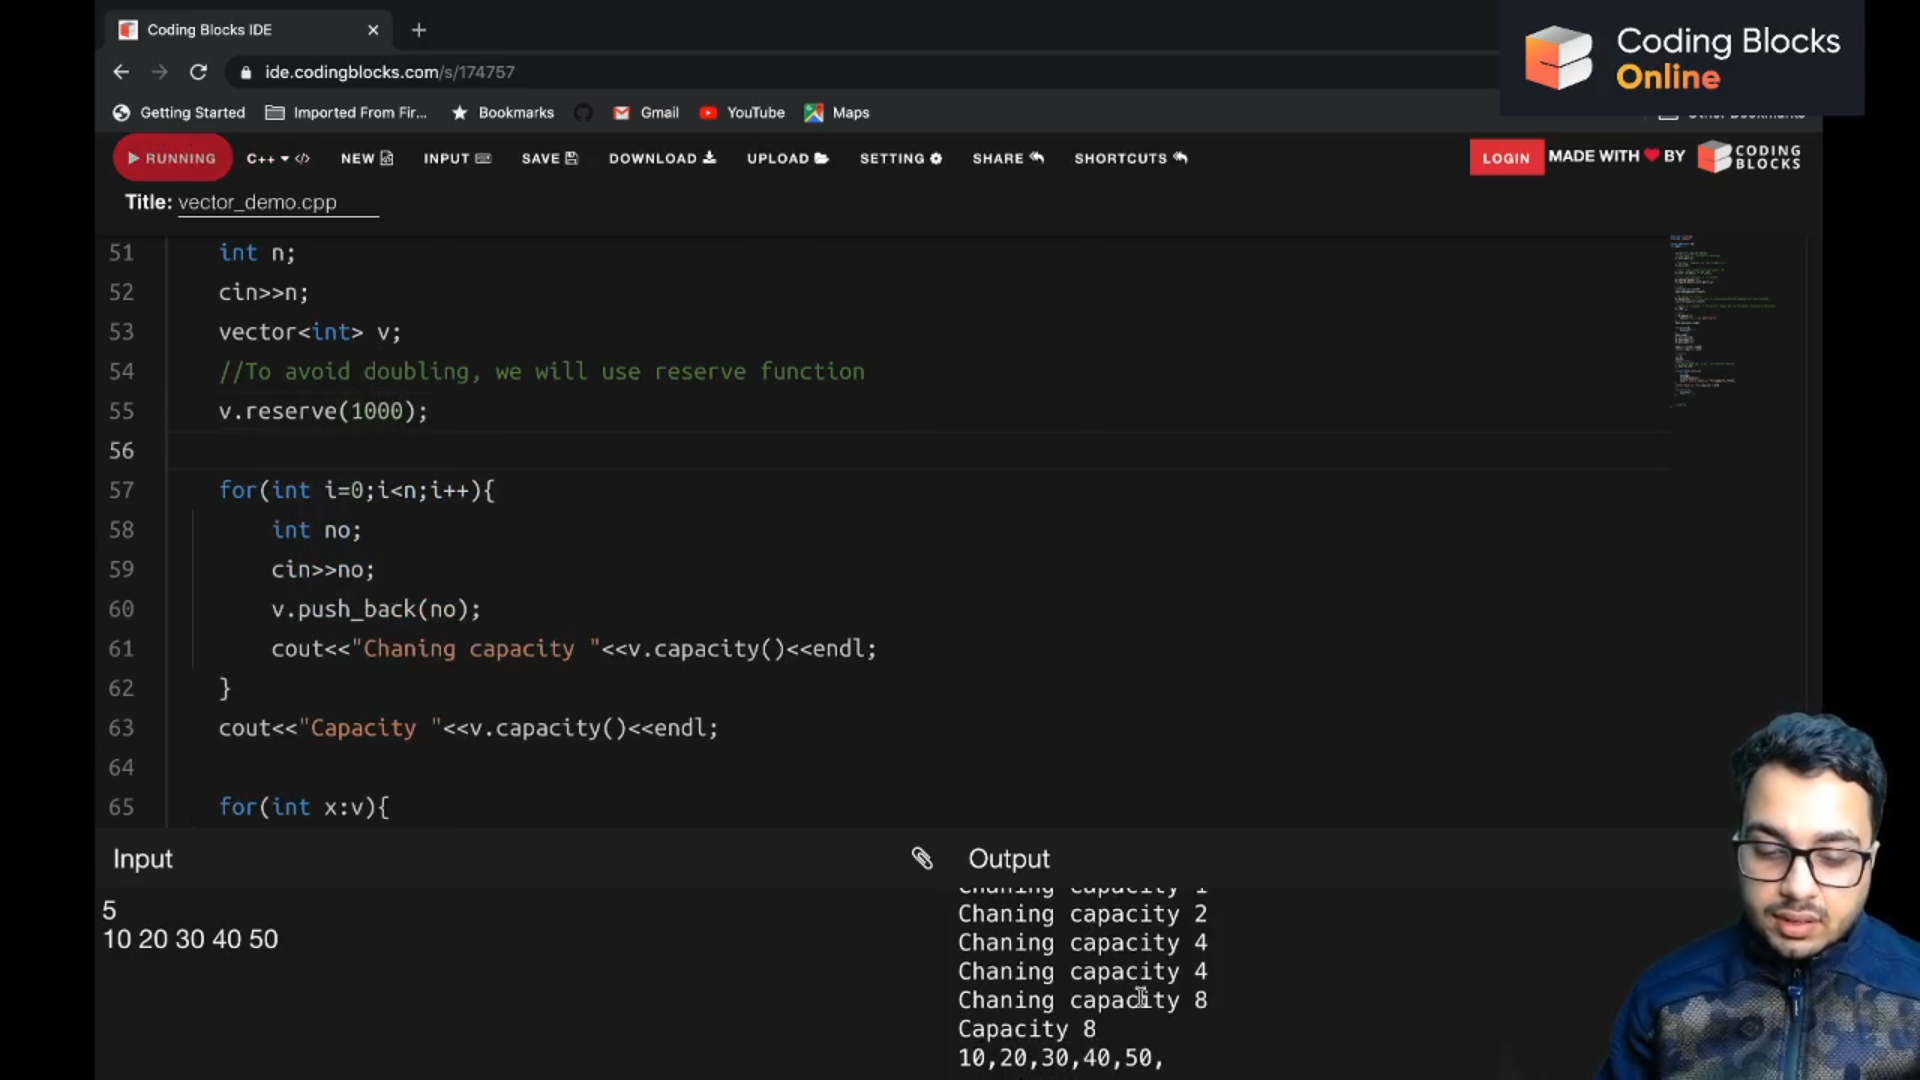 Coding Blocks IDE
Coding Blocks
Online
ide.codingblocks.com/s/174757
Getting Started Imported From Fir... Bookmarks Gmail YouTube Maps
Other Bookmarks
RUNNING C++ NEW INPUT SAVE DOWNLOAD UPLOAD SETTING SHARE SHORTCUTS LOGIN MADE WITH BY CODING BLOCKS
Title: vector_demo.cpp
51 int n;
52 cin>>n;
53 vector<int> v;
54 //To avoid doubling, we will use reserve function
55 v.reserve(1000);
56
57 for(int i=0;i<n;i++){
58 int no;
59 cin>>no;
60 v.push_back(no);
61 cout<<"Chaning capacity "<<v.capacity()<<endl;
62 }
63 cout<<"Capacity "<<v.capacity()<<endl;
64
65 for(int x:v){
Input
5
10 20 30 40 50
Output
Chaning capacity 1
Chaning capacity 2
Chaning capacity 4
Chaning capacity 4
Chaning capacity 8
Capacity 8
10,20,30,40,50,